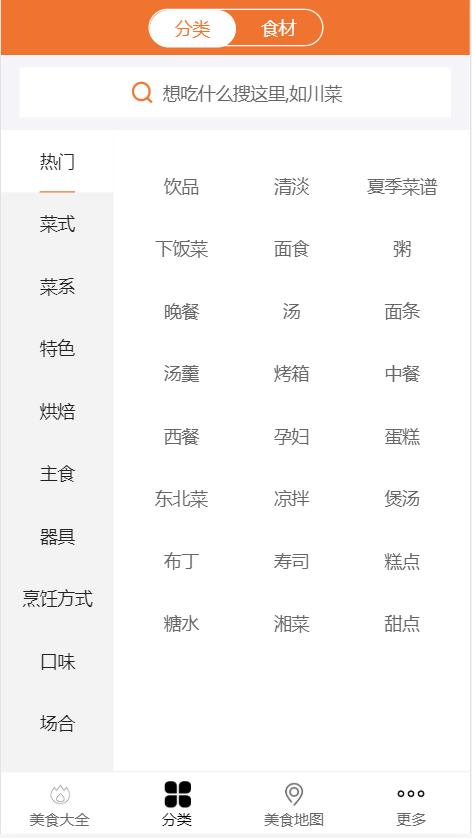 分类 食材
想吃什么搜这里,如川菜
热门
菜式
菜系
特色
烘焙
主食
器具
烹饪方式
口味
场合
饮品 清淡 夏季菜谱
下饭菜 面食 粥
晚餐 汤 面条
汤羹 烤箱 中餐
西餐 孕妇 蛋糕
东北菜 凉拌 煲汤
布丁 寿司 糕点
糖水 湘菜 甜点
美食大全 分类 美食地图 更多